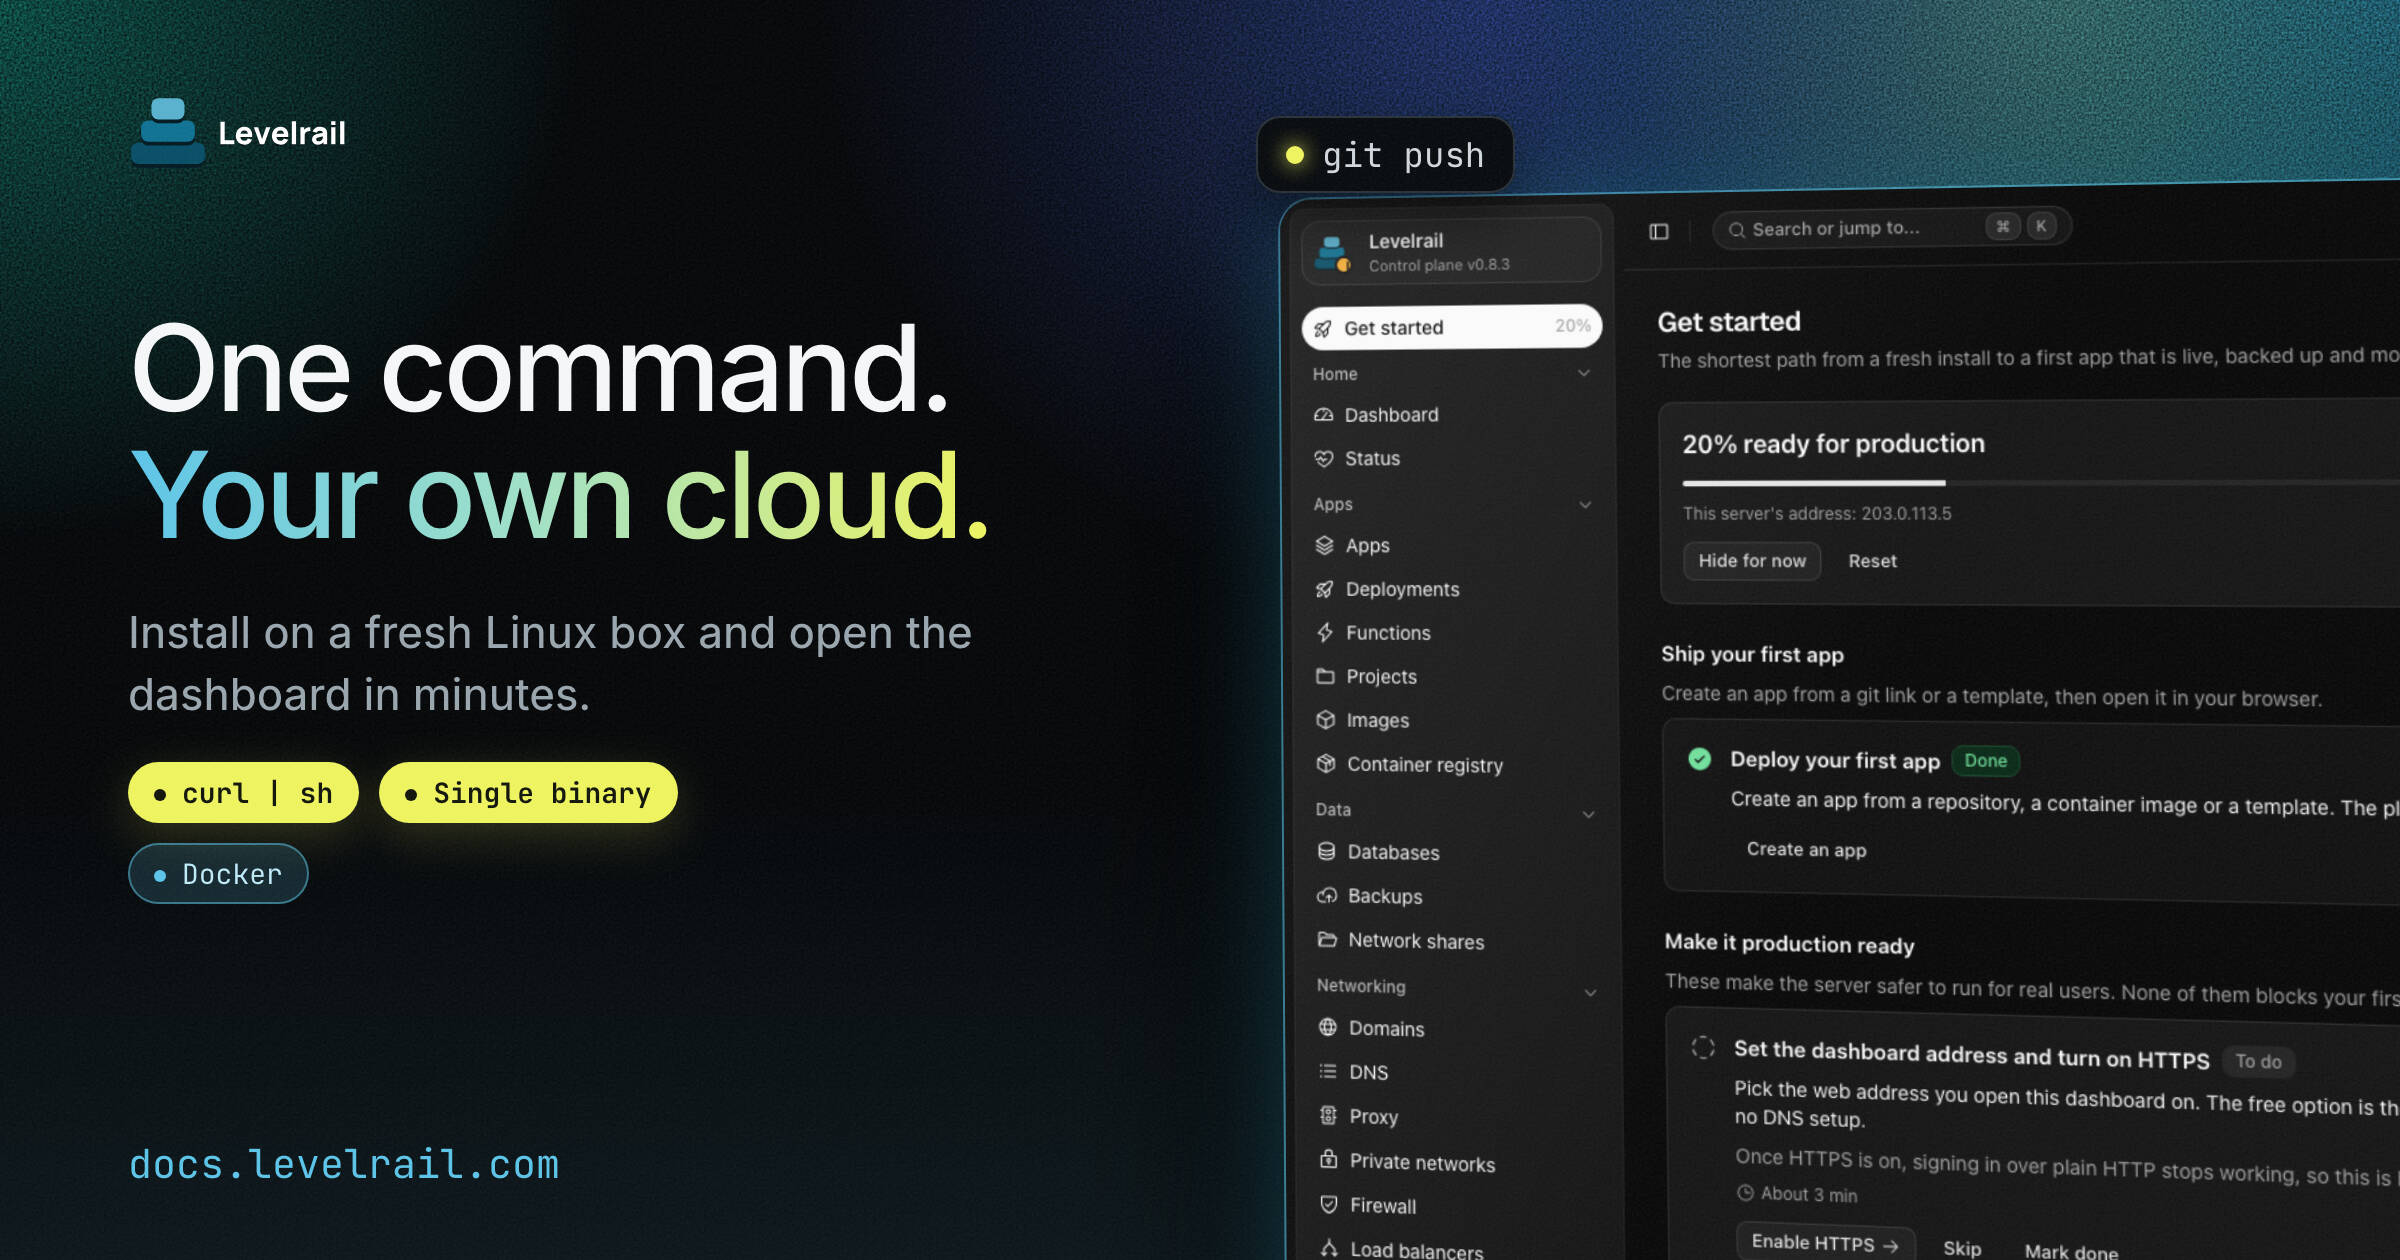 Levelrail
One command.
Your own cloud.
Install on a fresh Linux box and open the
dashboard in minutes.
curl | sh
Single binary
Docker
docs.levelrail.com
git push
Levelrail
Control plane v0.8.3
Get started 20%
Home
Dashboard
Status
Apps
Apps
Deployments
Functions
Projects
Images
Container registry
Data
Databases
Backups
Network shares
Networking
Domains
DNS
Proxy
Private networks
Firewall
Load balancers
Search or jump to... ⌘ K
Get started
The shortest path from a fresh install to a first app that is live, backed up and mo
20% ready for production
This server's address: 203.0.113.5
Hide for now Reset
Ship your first app
Create an app from a git link or a template, then open it in your browser.
Deploy your first app Done
Create an app from a repository, a container image or a template. The pl
Create an app
Make it production ready
These make the server safer to run for real users. None of them blocks your firs
Set the dashboard address and turn on HTTPS To do
Pick the web address you open this dashboard on. The free option is th
no DNS setup.
Once HTTPS is on, signing in over plain HTTP stops working, so this is
About 3 min
Enable HTTPS → Skip Mark done